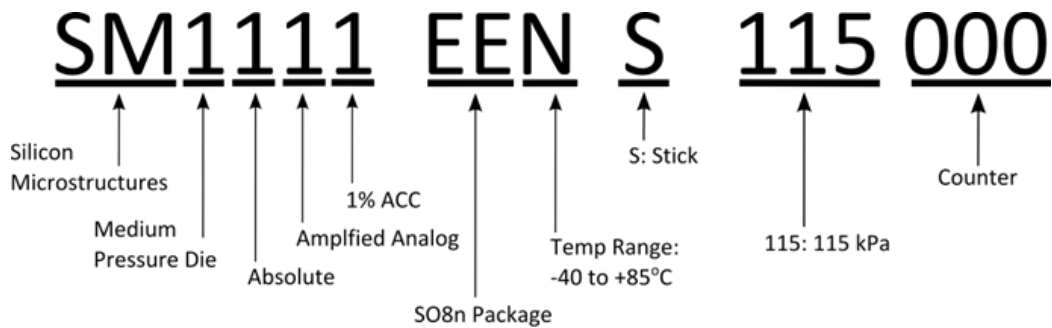 SM1111 EEN S 115 000
Silicon
Microstructures
Medium
Pressure Die
Absolute
Amplfied Analog
1% ACC
SO8n Package
Temp Range:
-40 to +85°C
S: Stick
115: 115 kPa
Counter